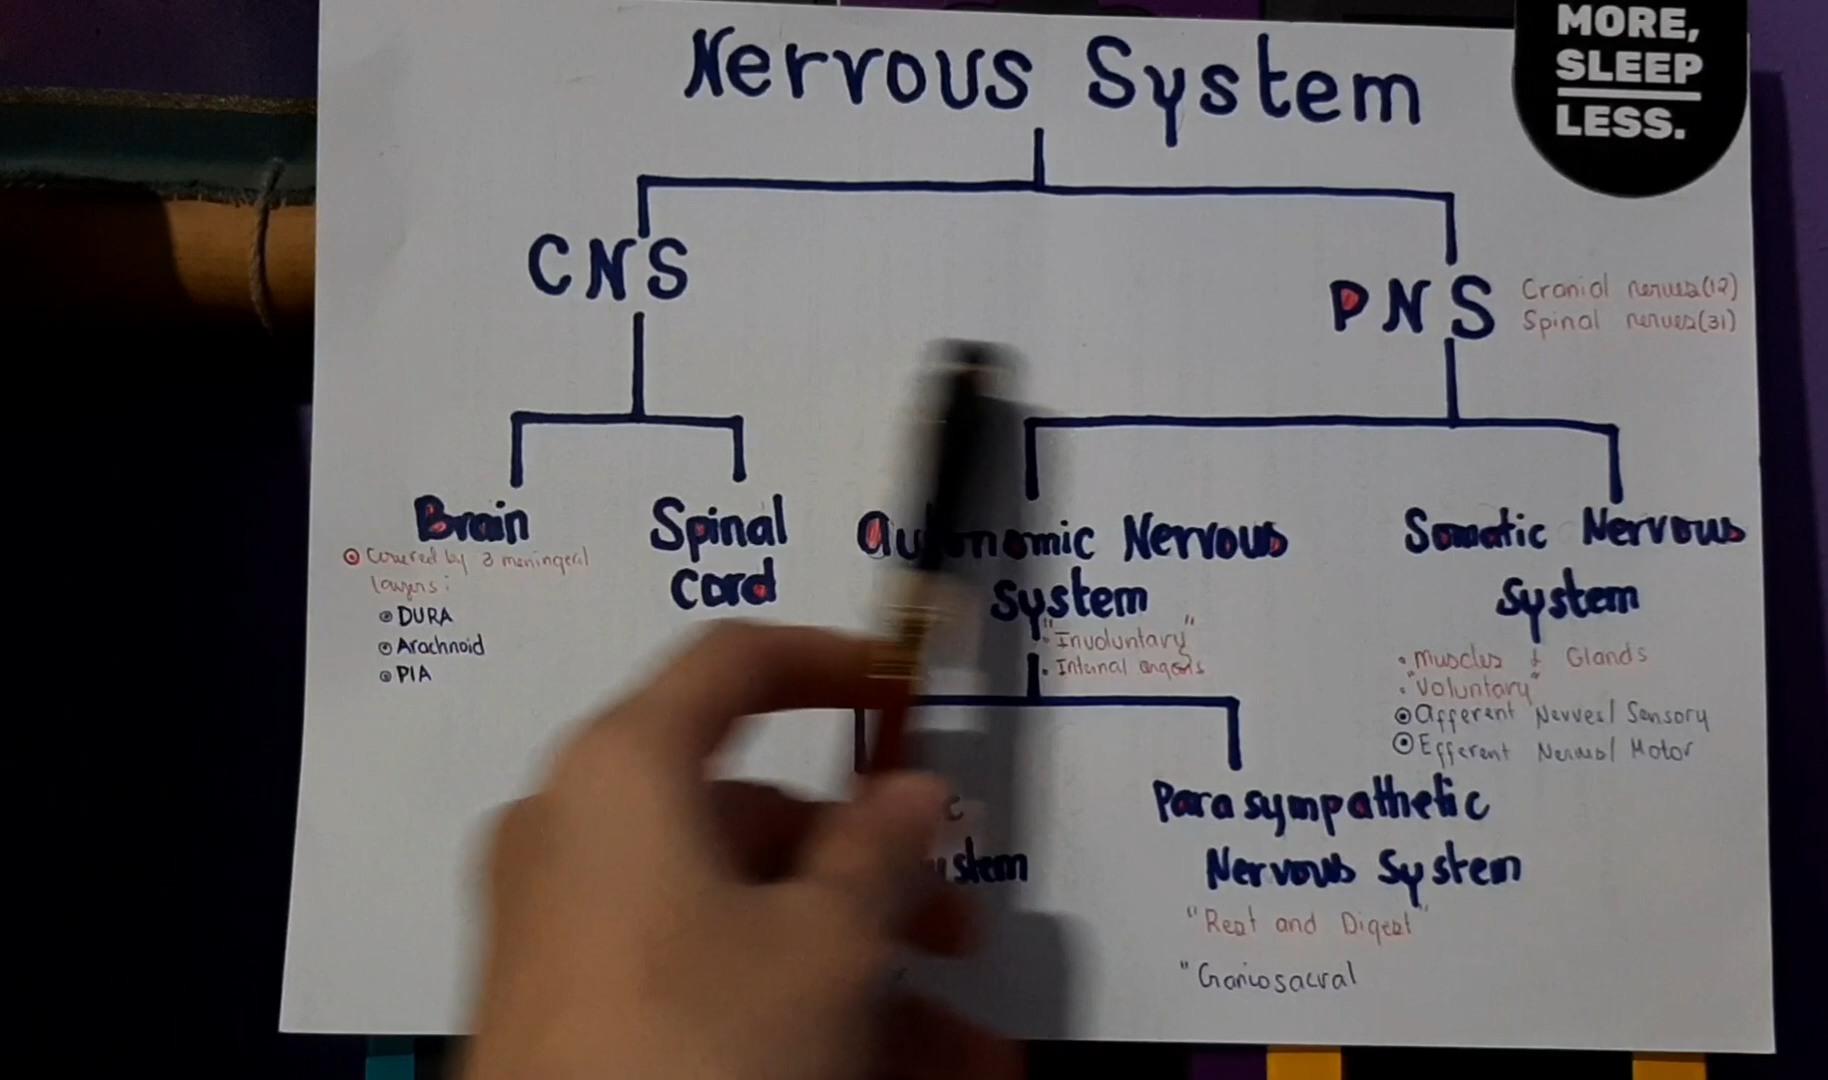 Nervous System
MORE,
SLEEP
LESS.
CNS
PNS
Cranial nerves(12)
Spinal nerves(31)
Brain
Covered by 3 meningeal
layers:
DURA
Arachnoid
PIA
Spinal
Cord
Nervous
System
"Involuntary"
Internal organs
Somatic Nervous
System
Muscles & Glands
"Voluntary"
Afferent Nerves/ Sensory
Efferent Nerves/ Motor
Parasympathetic
Nervous System
"Rest and Digest"